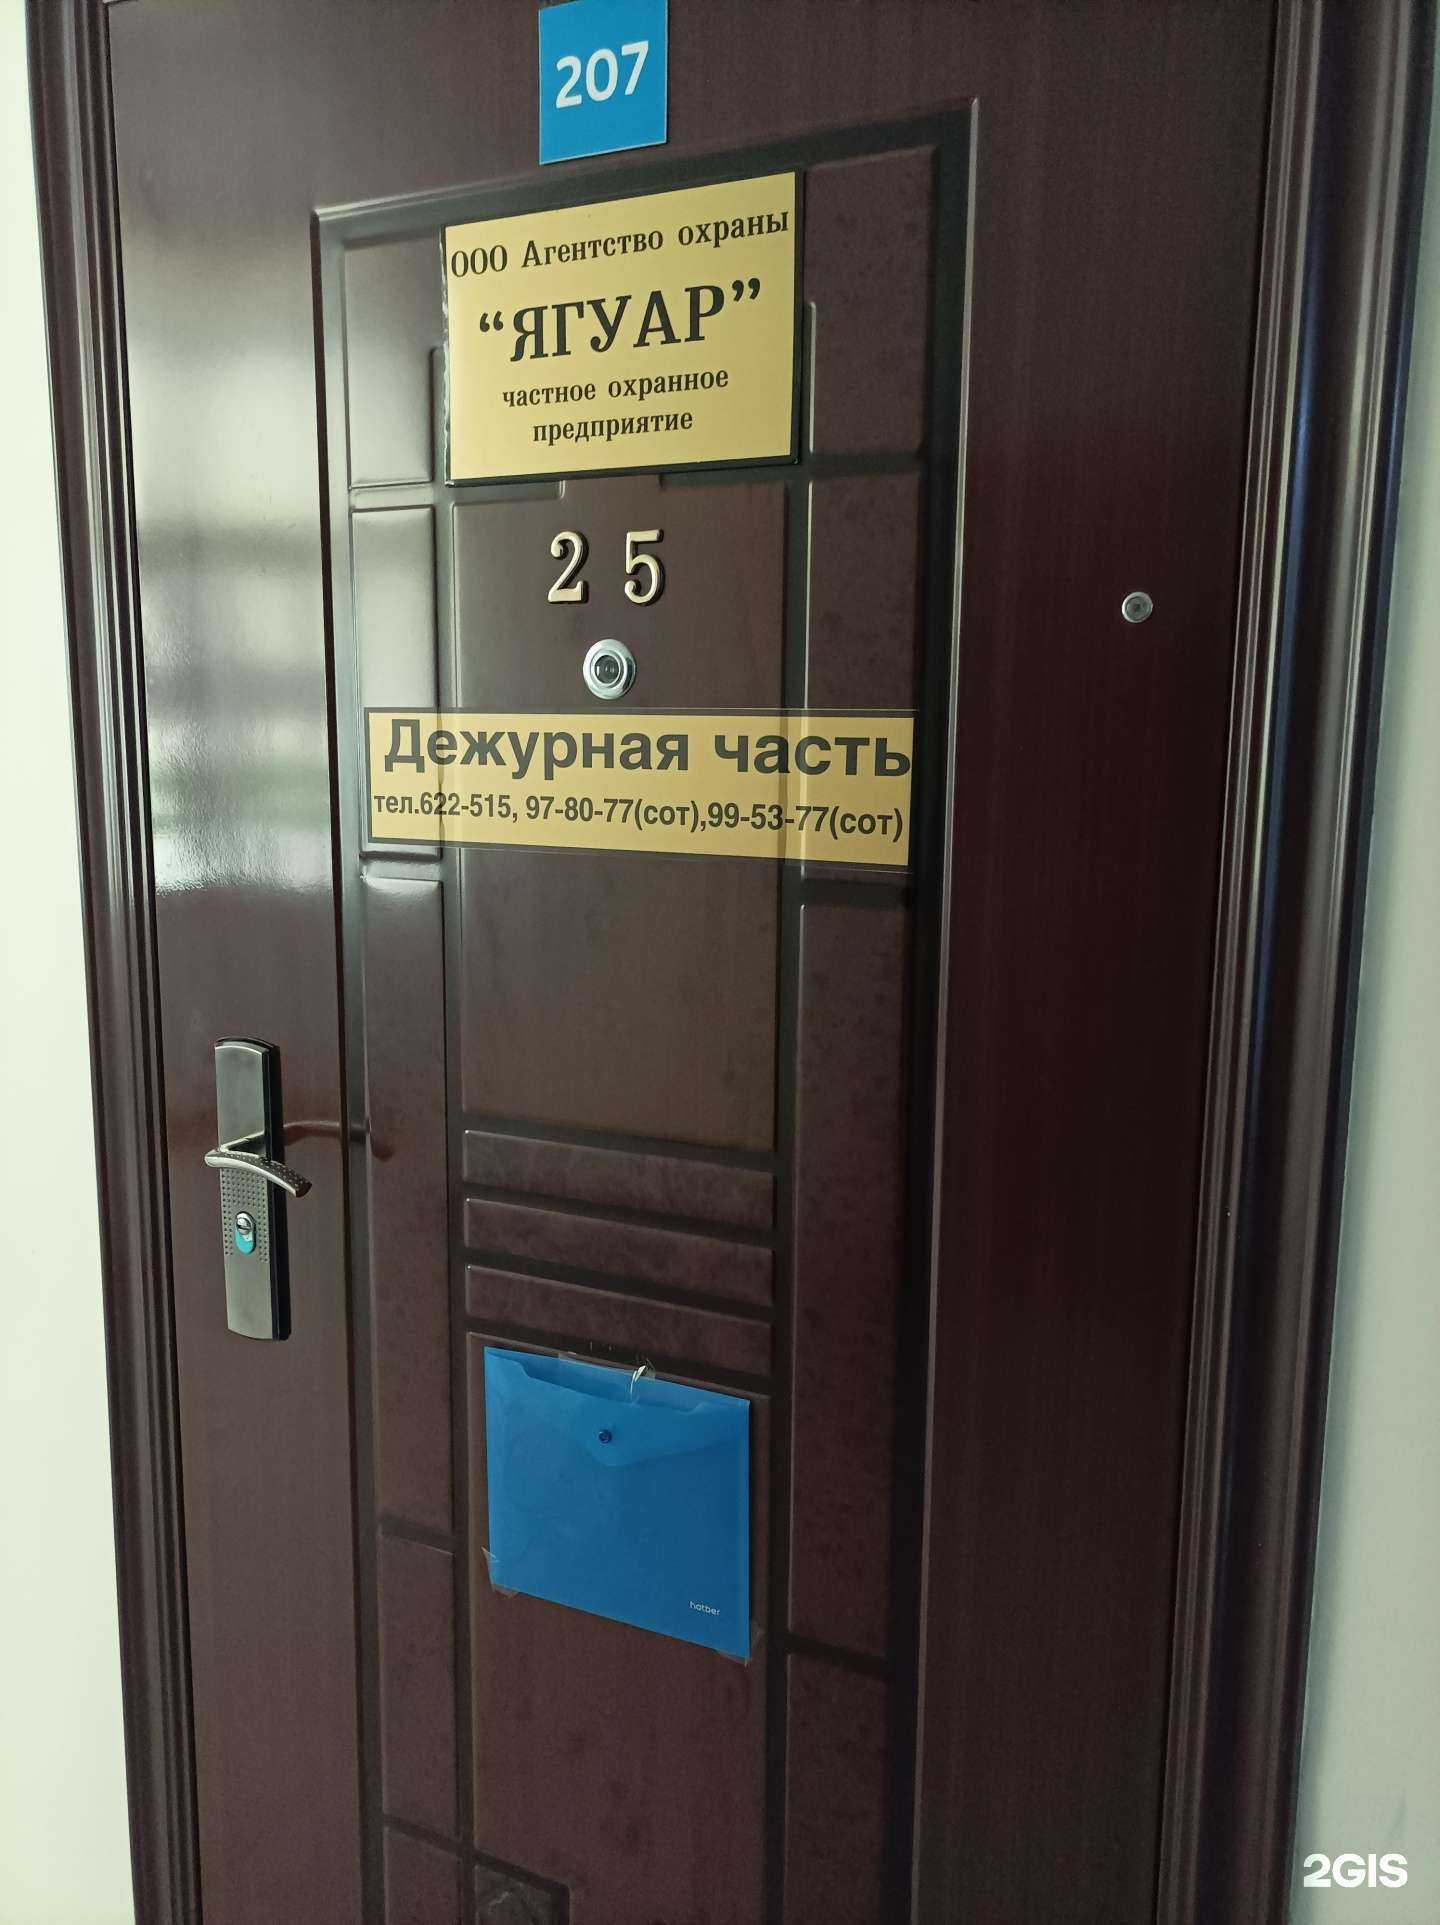 207
ООО Агентство охраны
“ЯГУАР”
частное охранное
предприятие
25
Дежурная часть
тел.622-515, 97-80-77(сот),99-53-77(сот)
hatber
2GIS